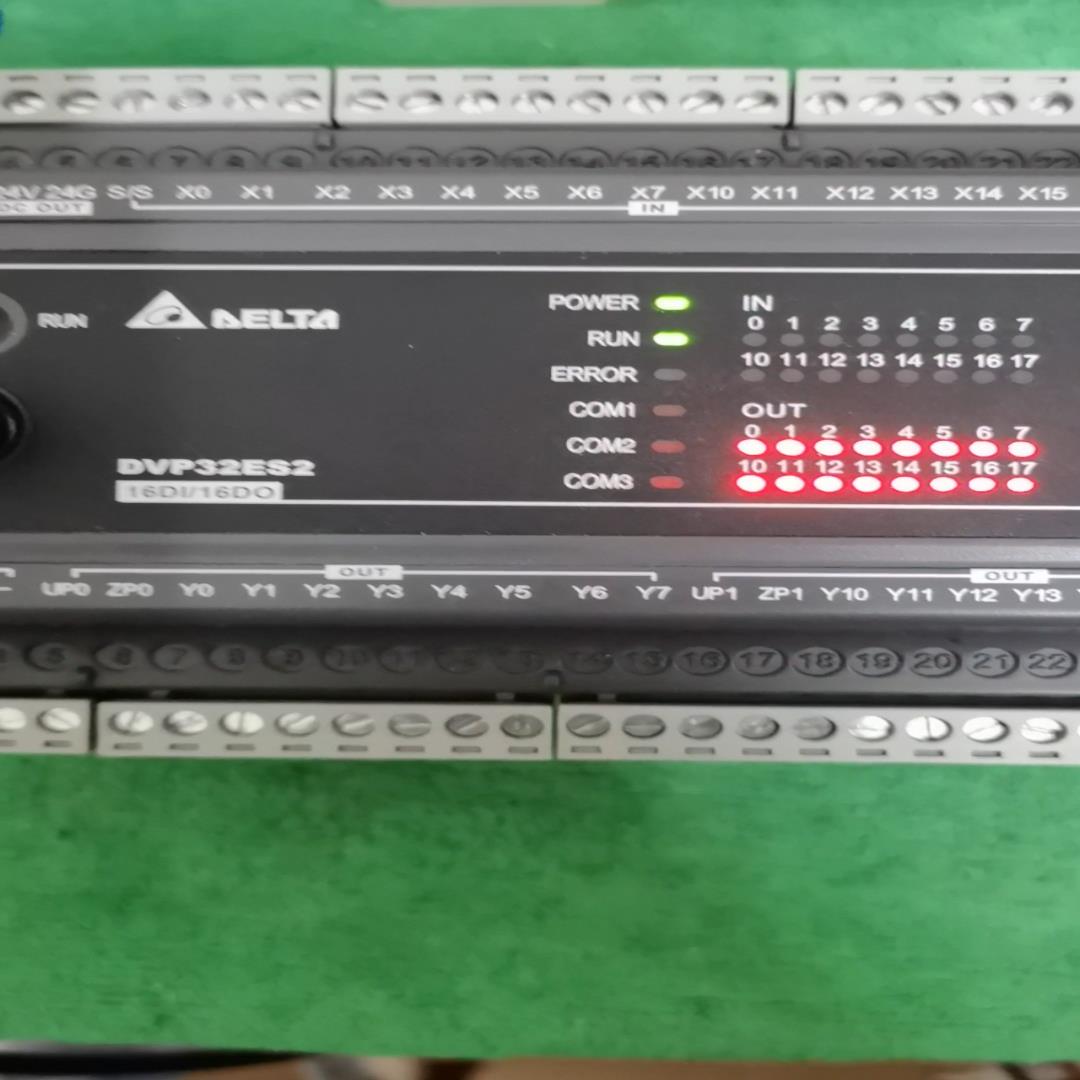 24V 24G S/S X0 X1 X2 X3 X4 X5 X6 X7 X10 X11 X12 X13 X14 X15
DC OUT
IN
RUN
DELTA
POWER
RUN
ERROR
COM1
COM2
COM3
IN
0 1 2 3 4 5 6 7
10 11 12 13 14 15 16 17
OUT
0 1 2 3 4 5 6 7
10 11 12 13 14 15 16 17
DVP32ES2
16DI/16DO
OUT
OUT
UP0 ZP0 Y0 Y1 Y2 Y3 Y4 Y5 Y6 Y7 UP1 ZP1 Y10 Y11 Y12 Y13
5 6 7 8 9 10 11 12 13 14 15 16 17 18 19 20 21 22